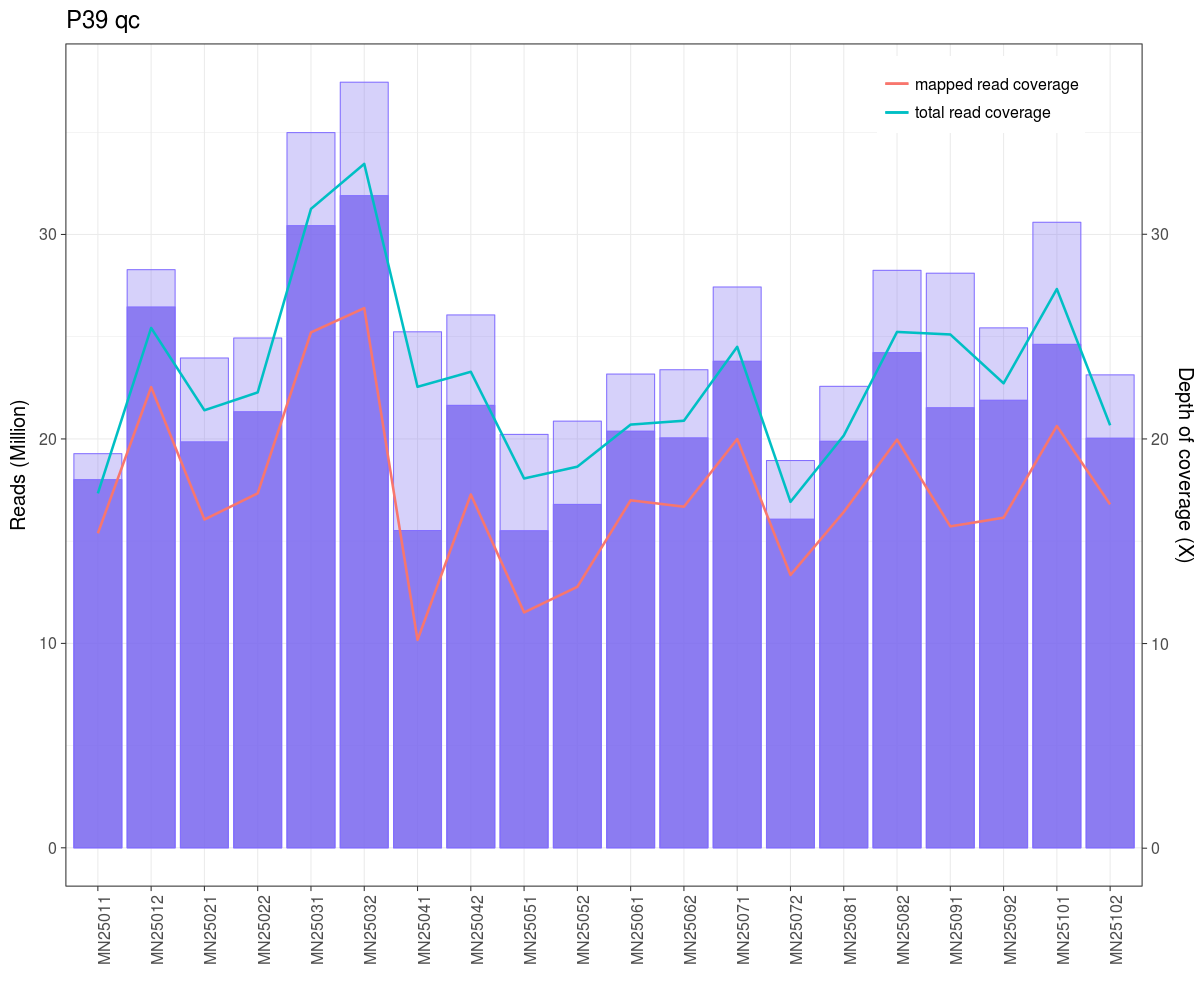 P39 qc
mapped read coverage
total read coverage
Reads (Million)
30
20
10
0
30
20
10
0
Depth of coverage (X)
MN25011
MN25012
MN25021
MN25022
MN25031
MN25032
MN25041
MN25042
MN25051
MN25052
MN25061
MN25062
MN25071
MN25072
MN25081
MN25082
MN25091
MN25092
MN25101
MN25102